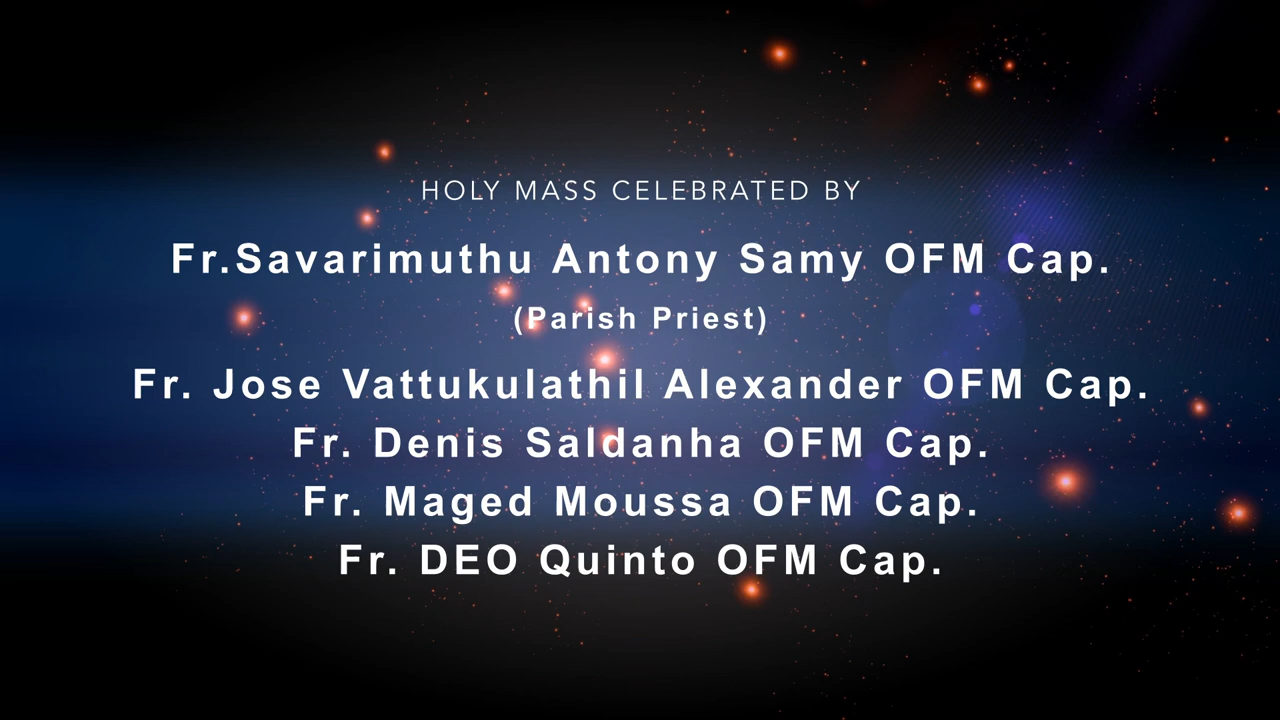 HOLY MASS CELEBRATED BY
Fr.Savarimuthu Antony Samy OFM Cap.
(Parish Priest)
Fr. Jose Vattukulathil Alexander OFM Cap.
Fr. Denis Saldanha OFM Cap.
Fr. Maged Moussa OFM Cap.
Fr. DEO Quinto OFM Cap.